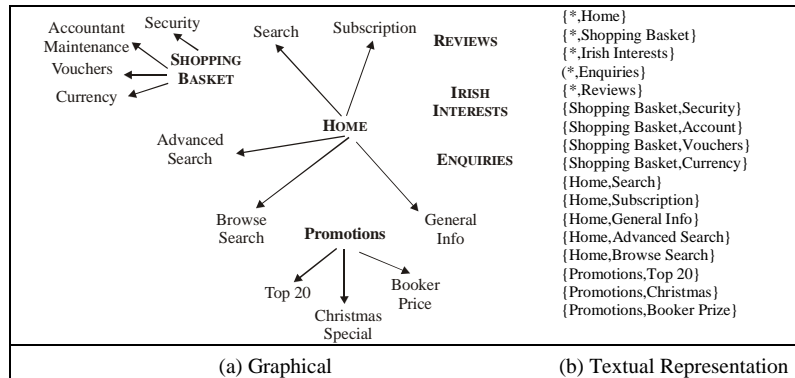 Accountant
Maintenance
Security
Vouchers
SHOPPING
BASKET
Currency
Search
Subscription
REVIEWS
IRISH
INTERESTS
HOME
ENQUIRIES
Advanced
Search
Browse
Search
General
Info
Promotions
Top 20
Christmas
Special
Booker
Price
{*,Home}
{*,Shopping Basket}
{*,Irish Interests}
(*,Enquiries}
{*,Reviews}
{Shopping Basket,Security}
{Shopping Basket,Account}
{Shopping Basket,Vouchers}
{Shopping Basket,Currency}
{Home,Search}
{Home,Subscription}
{Home,General Info}
{Home,Advanced Search}
{Home,Browse Search}
{Promotions,Top 20}
{Promotions,Christmas}
{Promotions,Booker Prize}
(a) Graphical
(b) Textual Representation